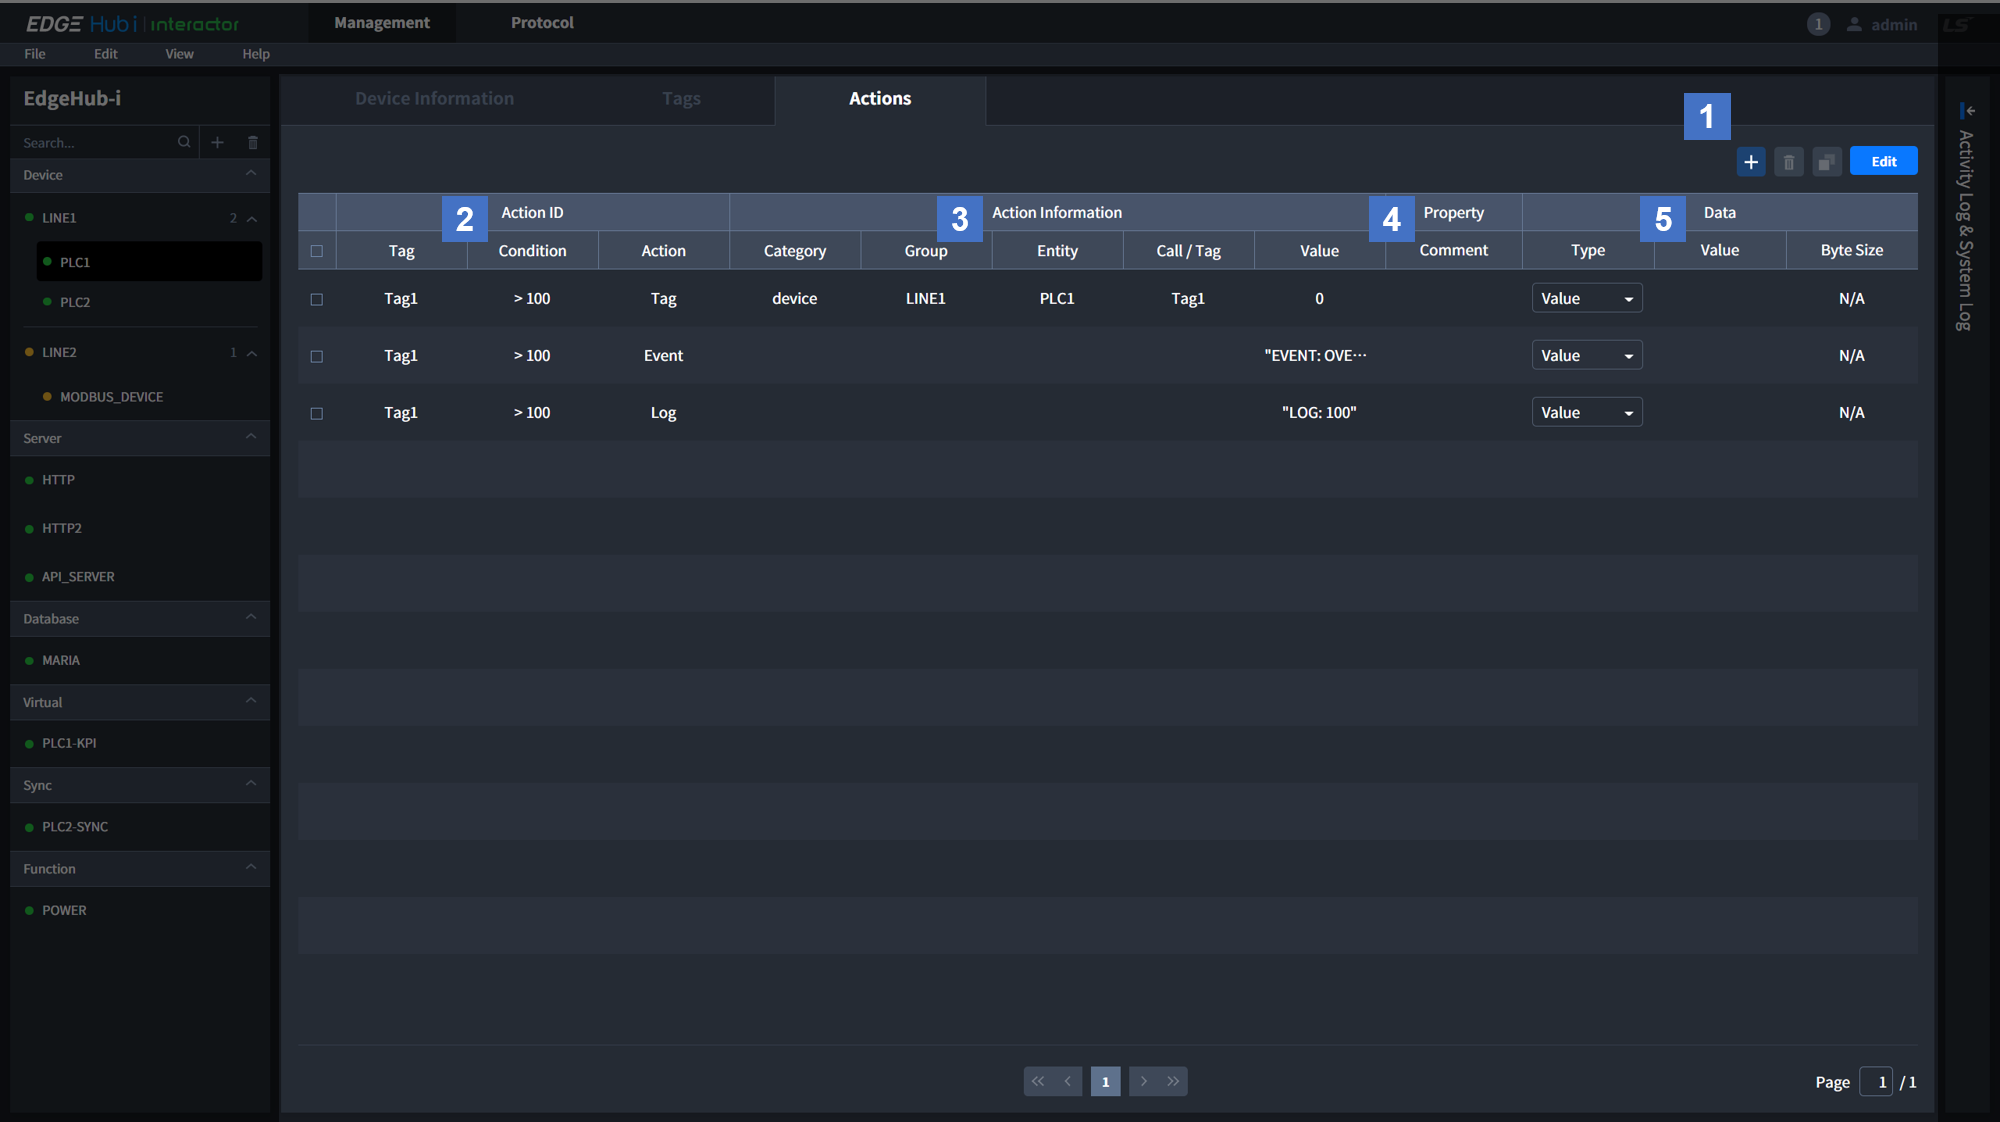 EDGE Hub i | interactor
Management
Protocol
1
admin
LS
File Edit View Help
EdgeHub-i
Search...
Device
LINE1 2
PLC1
PLC2
LINE2 1
MODBUS_DEVICE
Server
HTTP
HTTP2
API_SERVER
Database
MARIA
Virtual
PLC1-KPI
Sync
PLC2-SYNC
Function
POWER
Device Information Tags Actions
1
Edit
2 Action ID 3 Action Information 4 Property 5 Data
Tag Condition Action Category Group Entity Call / Tag Value Comment Type Value Byte Size
Tag1 > 100 Tag device LINE1 PLC1 Tag1 0 Value N/A
Tag1 > 100 Event "EVENT: OVE··· Value N/A
Tag1 > 100 Log "LOG: 100" Value N/A
1
Page 1 / 1
Activity Log & System Log